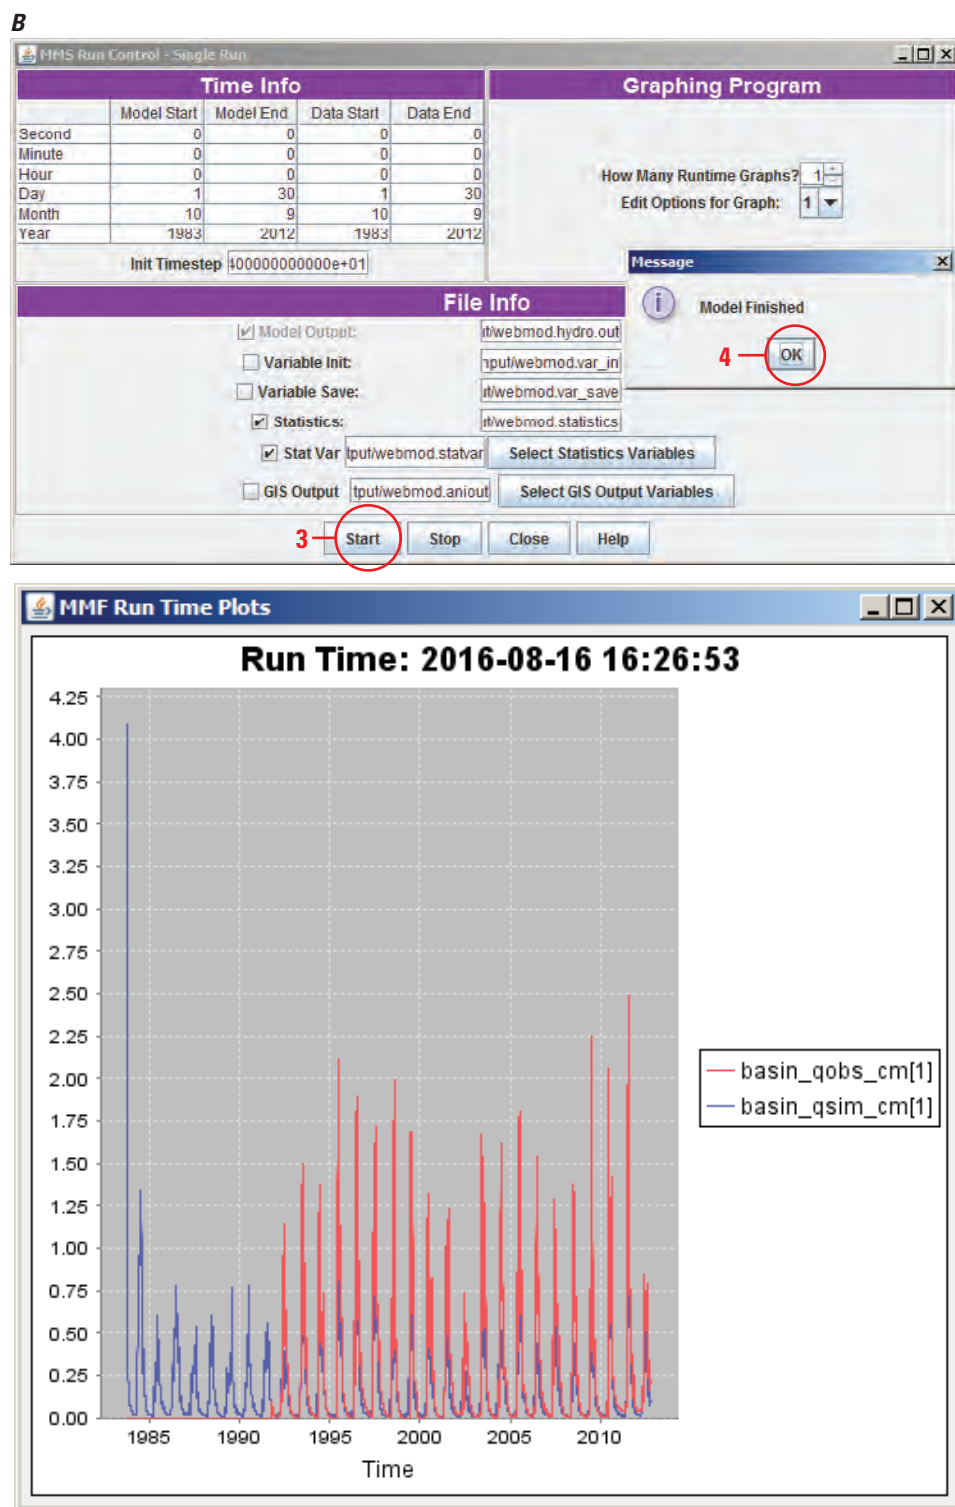 B
MMS Run Control - Single Run
Time Info
Graphing Program
Model Start Model End Data Start Data End
Second 0 0 0 0
Minute 0 0 0 0
Hour 0 0 0 0
Day 1 30 1 30
Month 10 9 10 9
Year 1983 2012 1983 2012
Init Timestep 400000000000e+01
How Many Runtime Graphs? 1
Edit Options for Graph: 1
Message
Model Finished
4
OK
File Info
Model Output: it/webmod.hydro.out
Variable Init: nput/webmod.var_in
Variable Save: it/webmod.var_save
Statistics: it/webmod.statistics
Stat Var tput/webmod.statvar Select Statistics Variables
GIS Output tput/webmod.aniout Select GIS Output Variables
3
Start Stop Close Help
MMF Run Time Plots
Run Time: 2016-08-16 16:26:53
4.25
4.00
3.75
3.50
3.25
3.00
2.75
2.50
2.25
2.00
1.75
1.50
1.25
1.00
0.75
0.50
0.25
0.00
basin_qobs_cm[1]
basin_qsim_cm[1]
1985 1990 1995 2000 2005 2010
Time